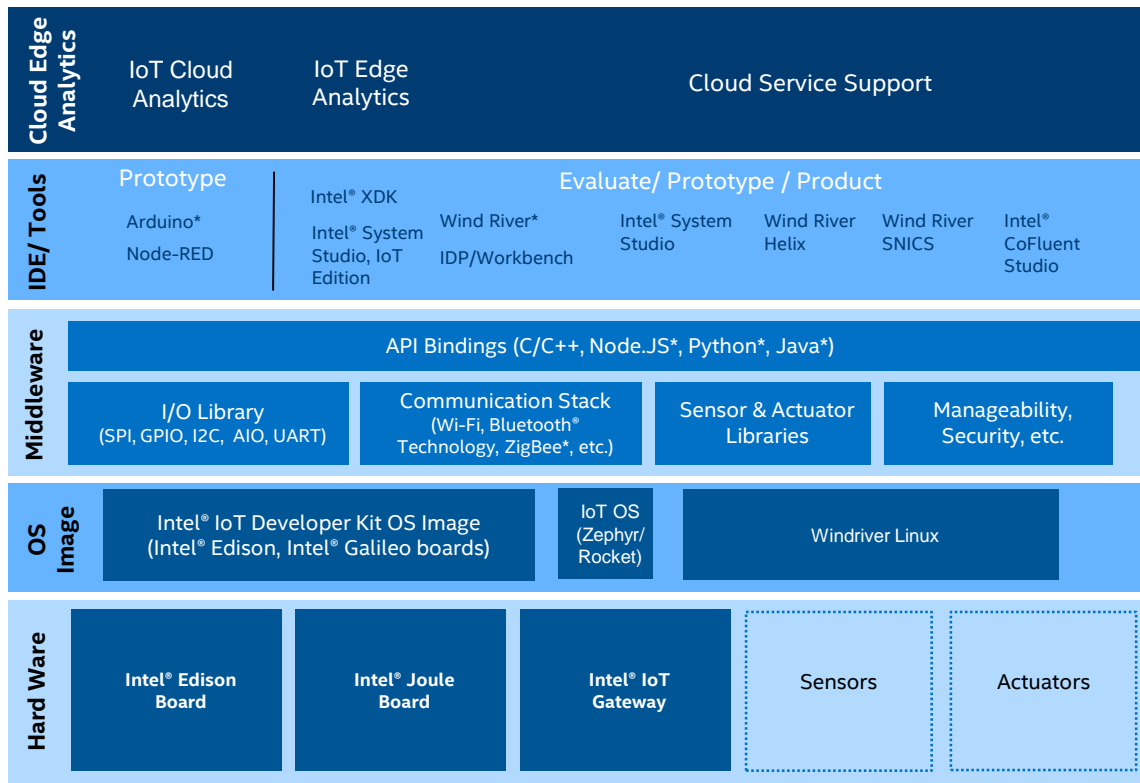 Cloud Edge
Analytics
IoT Cloud
Analytics
IoT Edge
Analytics
Cloud Service Support
IDE/ Tools
Prototype
Arduino*
Node-RED
Evaluate/ Prototype / Product
Intel® XDK
Intel® System
Studio, IoT
Edition
Wind River*
IDP/Workbench
Intel® System
Studio
Wind River
Helix
Wind River
SNICS
Intel®
CoFluent
Studio
Middleware
API Bindings (C/C++, Node.JS*, Python*, Java*)
I/O Library
(SPI, GPIO, I2C, AIO, UART)
Communication Stack
(Wi-Fi, Bluetooth®
Technology, ZigBee*, etc.)
Sensor & Actuator
Libraries
Manageability,
Security, etc.
OS
Image
Intel® IoT Developer Kit OS Image
(Intel® Edison, Intel® Galileo boards)
IoT OS
(Zephyr/
Rocket)
Windriver Linux
Hard Ware
Intel® Edison
Board
Intel® Joule
Board
Intel® IoT
Gateway
Sensors
Actuators